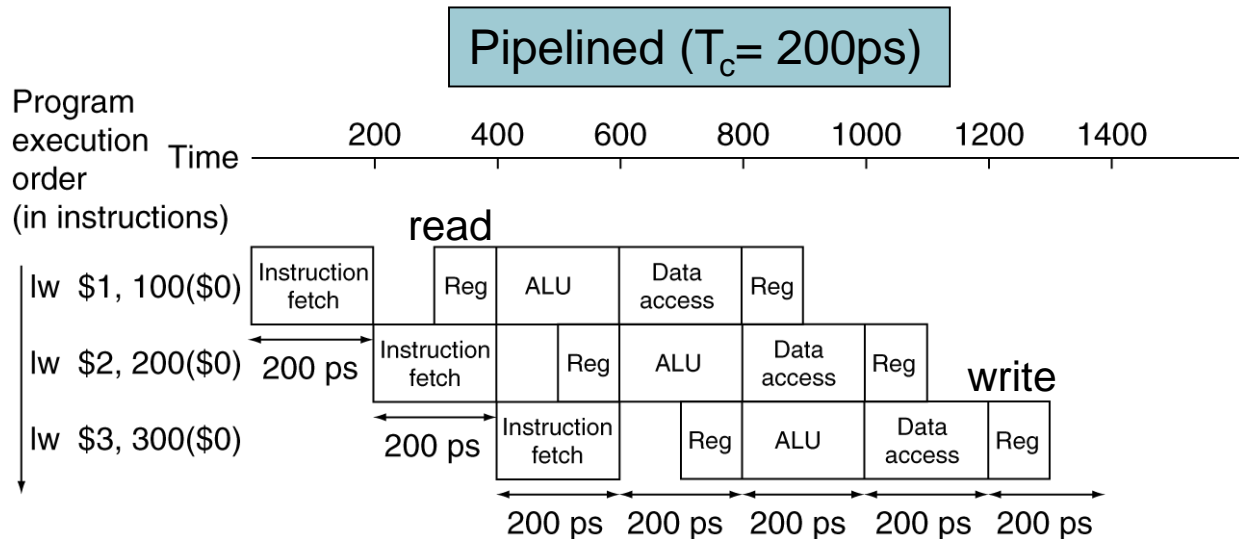 Pipelined (Tc= 200ps)
Program
execution
order
(in instructions)
Time
200 400 600 800 1000 1200 1400
read
lw $1, 100($0)
Instruction
fetch
Reg
ALU
Data
access
Reg
200 ps
lw $2, 200($0)
Instruction
fetch
Reg
ALU
Data
access
Reg
write
200 ps
lw $3, 300($0)
Instruction
fetch
Reg
ALU
Data
access
Reg
200 ps 200 ps 200 ps 200 ps 200 ps